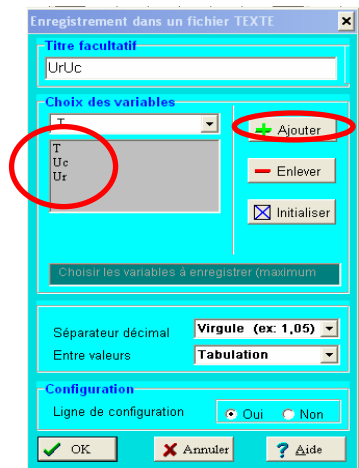 Enregistrement dans un fichier TEXTE
Titre facultatif
UrUc
Choix des variables
T
Ajouter
T
Uc
Ur
Enlever
Initialiser
Choisir les variables à enregistrer (maximum
Séparateur décimal
Virgule (ex: 1,05)
Entre valeurs
Tabulation
Configuration
Ligne de configuration
Oui
Non
OK
Annuler
? Aide